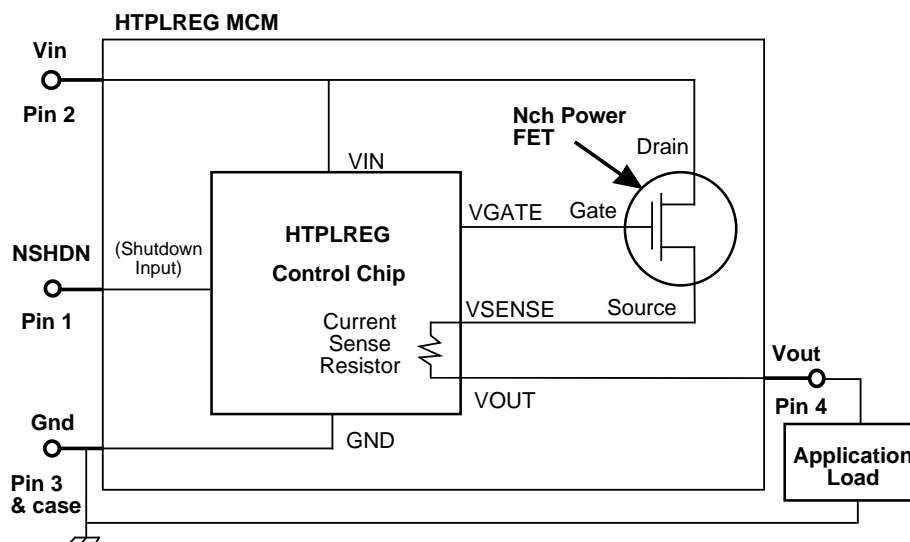 HTPLREG MCM
Vin
Pin 2
Nch Power
FET
Drain
VIN
VGATE
Gate
HTPLREG
Control Chip
NSHDN
(Shutdown
Input)
Pin 1
VSENSE
Source
Current
Sense
Resistor
Vout
VOUT
Pin 4
Gnd
GND
Pin 3
& case
Application
Load